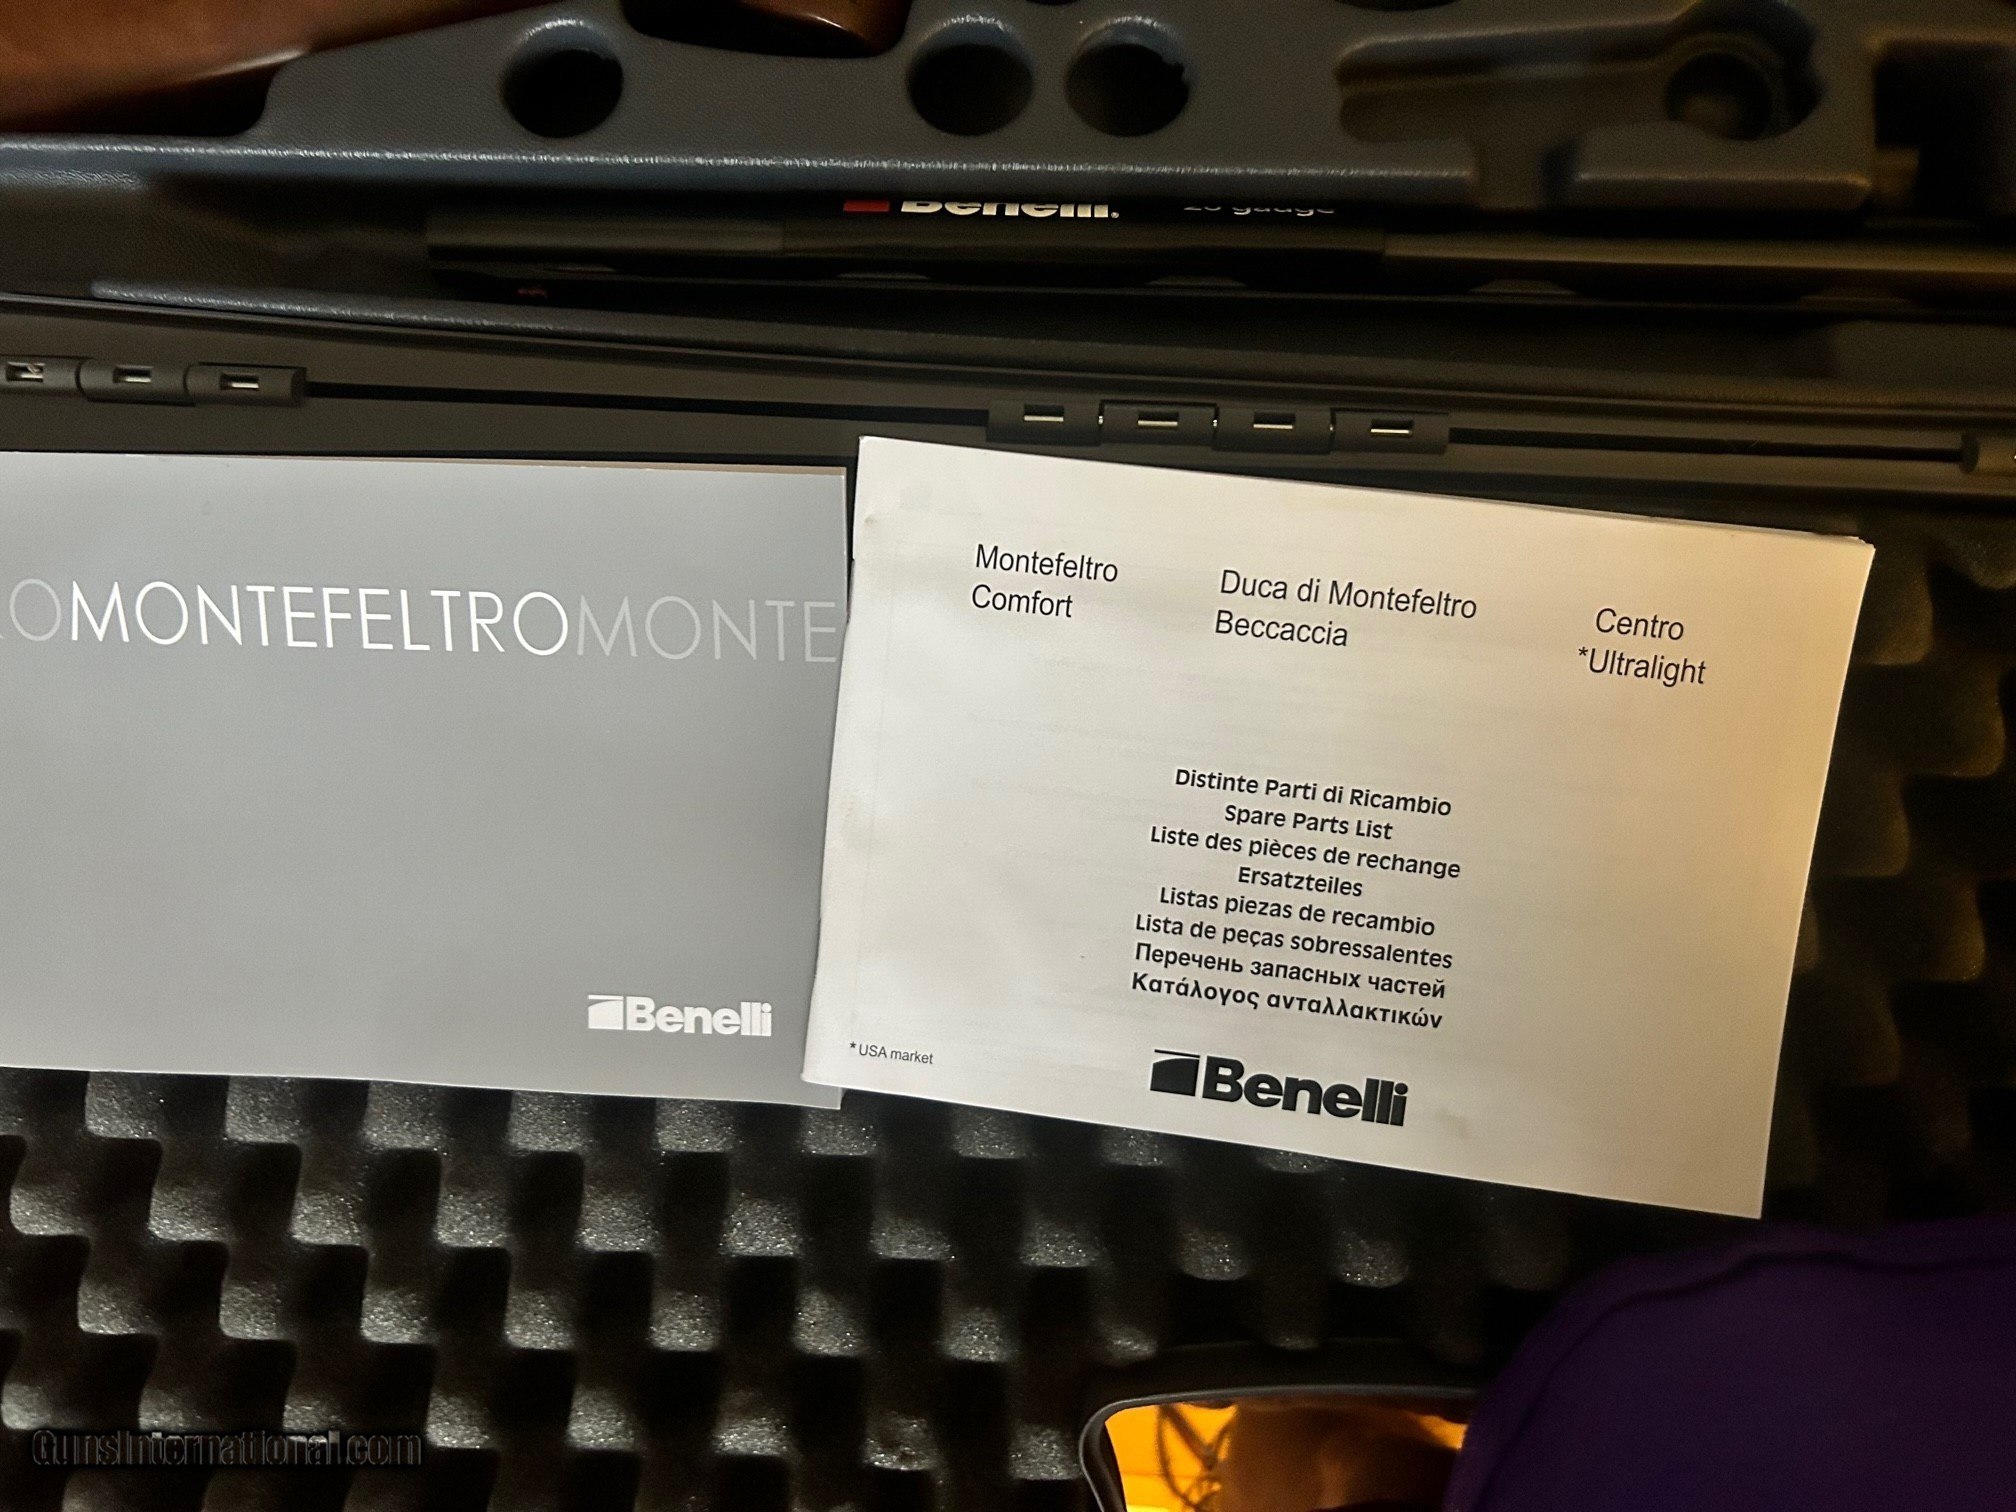 Benelli.
MONTEFELTROMONTE
Benelli
Montefeltro
Comfort
Duca di Montefeltro
Beccaccia
Centro
*Ultralight
Distinte Parti di Ricambio
Spare Parts List
Liste des pièces de rechange
Ersatzteiles
Listas piezas de recambio
Lista de peças sobressalentes
Перечень запасных частей
Κατάλογος ανταλλακτικών
* USA market
Benelli
GunsInternational.com